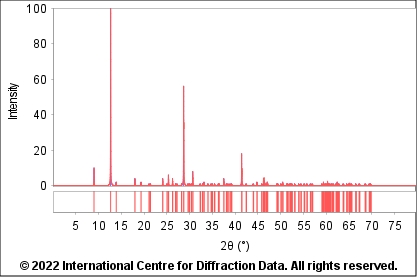 100
80
60
40
20
0
Intensity
5 10 15 20 25 30 35 40 45 50 55 60 65 70 75
2θ (°)
© 2022 International Centre for Diffraction Data. All rights reserved.